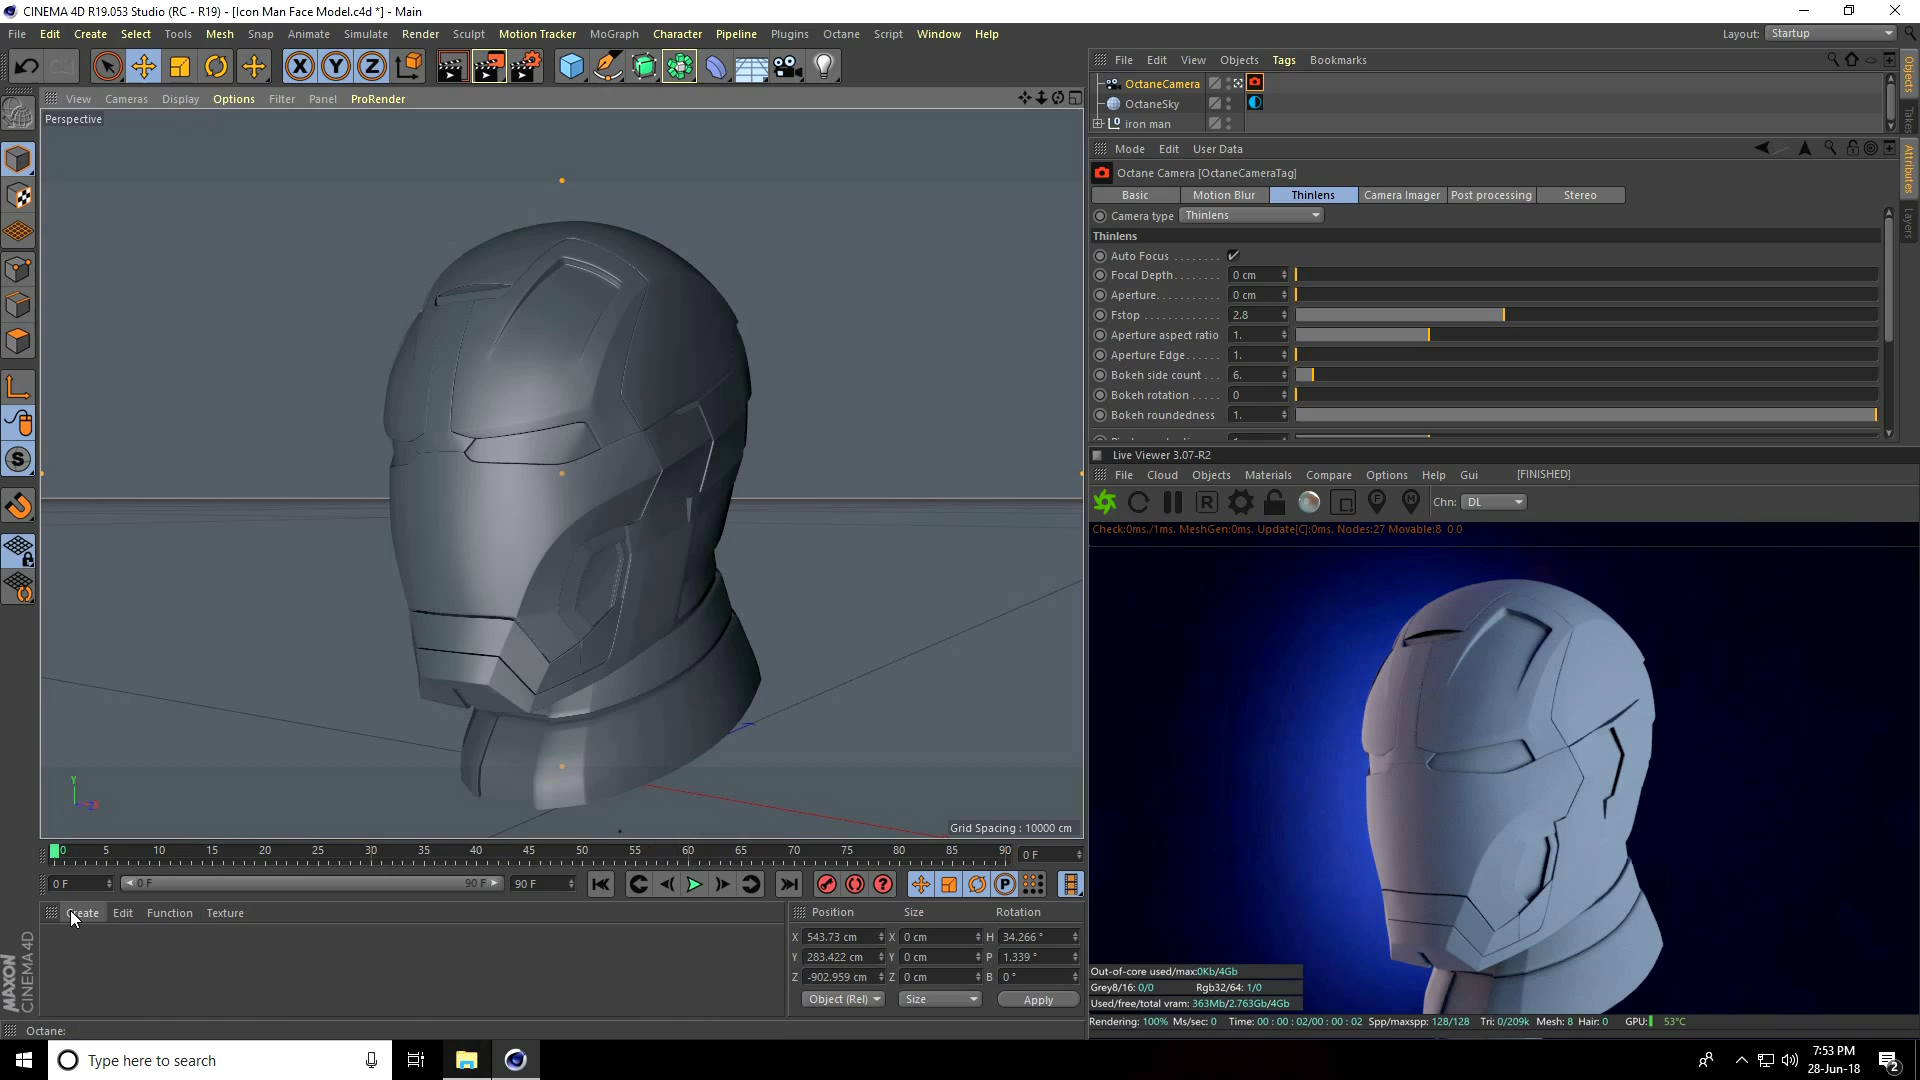 CINEMA 4D R19.053 Studio (RC - R19) - [Icon Man Face Model.c4d *] - Main
File Edit Create Select Tools Mesh Snap Animate Simulate Render Sculpt Motion Tracker MoGraph Character Pipeline Plugins Octane Script Window Help
Layout: Startup
View Cameras Display Options Filter Panel ProRender
Perspective
Grid Spacing : 10000 cm
File Edit View Objects Tags Bookmarks
OctaneCamera
OctaneSky
iron man
Objects
Takes
Attributes
Layers
Mode Edit User Data
Octane Camera [OctaneCameraTag]
Basic Motion Blur Thinlens Camera Imager Post processing Stereo
Camera type Thinlens
Thinlens
Auto Focus
Focal Depth 0 cm
Aperture 0 cm
Fstop 2.8
Aperture aspect ratio 1.
Aperture Edge 1.
Bokeh side count 6.
Bokeh rotation 0
Bokeh roundedness 1.
Live Viewer 3.07-R2
File Cloud Objects Materials Compare Options Help Gui [FINISHED]
Chn: DL
Check:0ms./1ms. MeshGen:0ms. Update[C]:0ms. Nodes:27 Movable:8 0 0
Out-of-core used/max:0Kb/4Gb
Grey8/16: 0/0 Rgb32/64: 1/0
Used/free/total vram: 363Mb/2.763Gb/4Gb
Rendering: 100% Ms/sec: 0 Time: 00 : 00 : 02/00 : 00 : 02 Spp/maxspp: 128/128 Tri: 0/209k Mesh: 8 Hair: 0 GPU: 53°C
0 5 10 15 20 25 30 35 40 45 50 55 60 65 70 75 80 85 90 0 F
0 F 0 F 90 F 90 F
Create Edit Function Texture
Position Size Rotation
X 543.73 cm X 0 cm H 34.266 °
Y 283.422 cm Y 0 cm P 1.339 °
Z -902.959 cm Z 0 cm B 0 °
Object (Rel) Size Apply
MAXON
CINEMA 4D
Octane:
Type here to search
7:53 PM
28-Jun-18
2